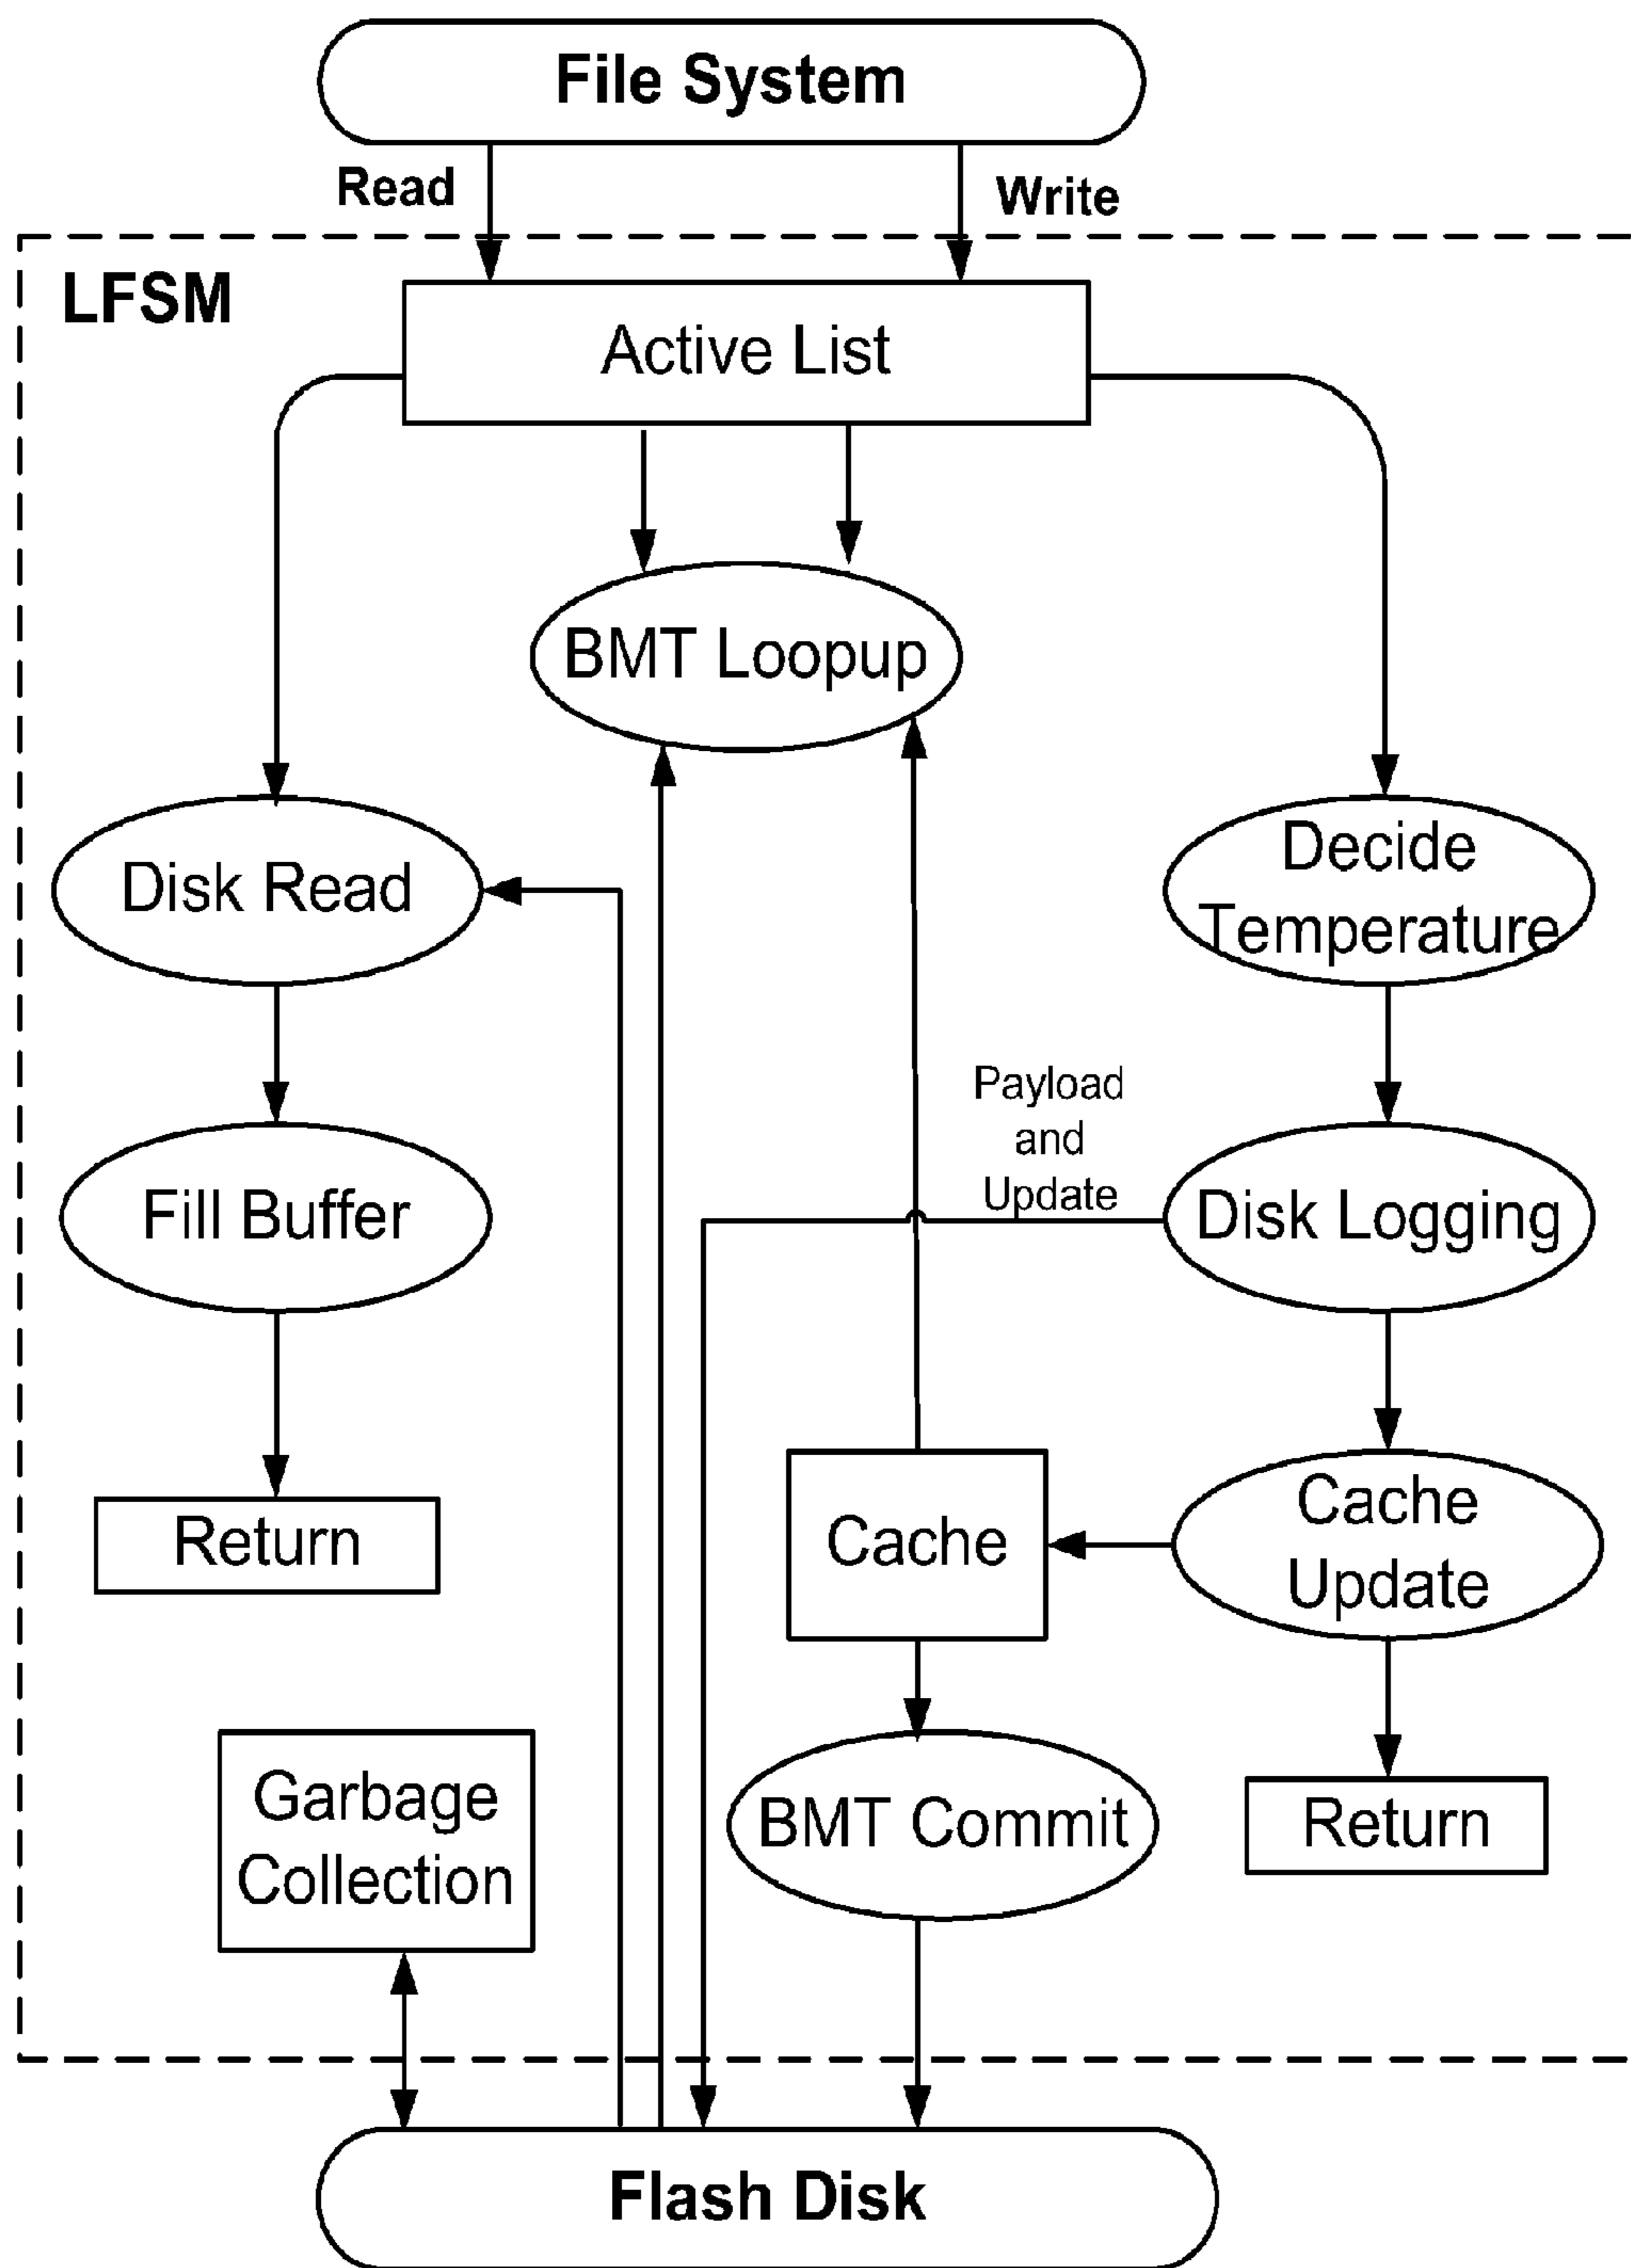 File System
Read
Write
LFSM
Active List
BMT Loopup
Disk Read
Decide
Temperature
Payload
and
Update
Fill Buffer
Disk Logging
Return
Cache
Cache
Update
Garbage
Collection
BMT Commit
Return
Flash Disk